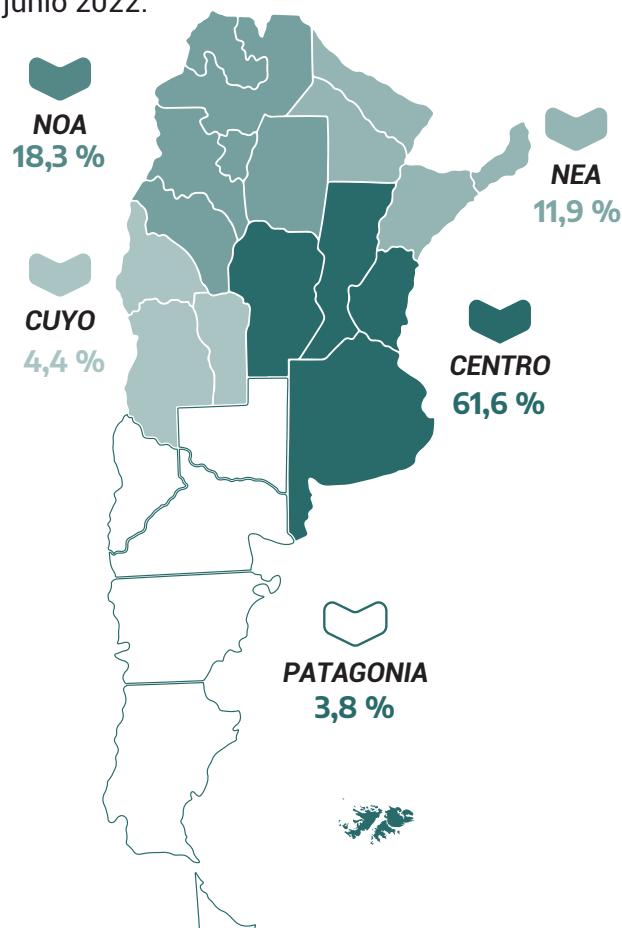 junio 2022.
NOA
18,3 %
NEA
11,9 %
CUYO
4,4 %
CENTRO
61,6 %
PATAGONIA
3,8 %